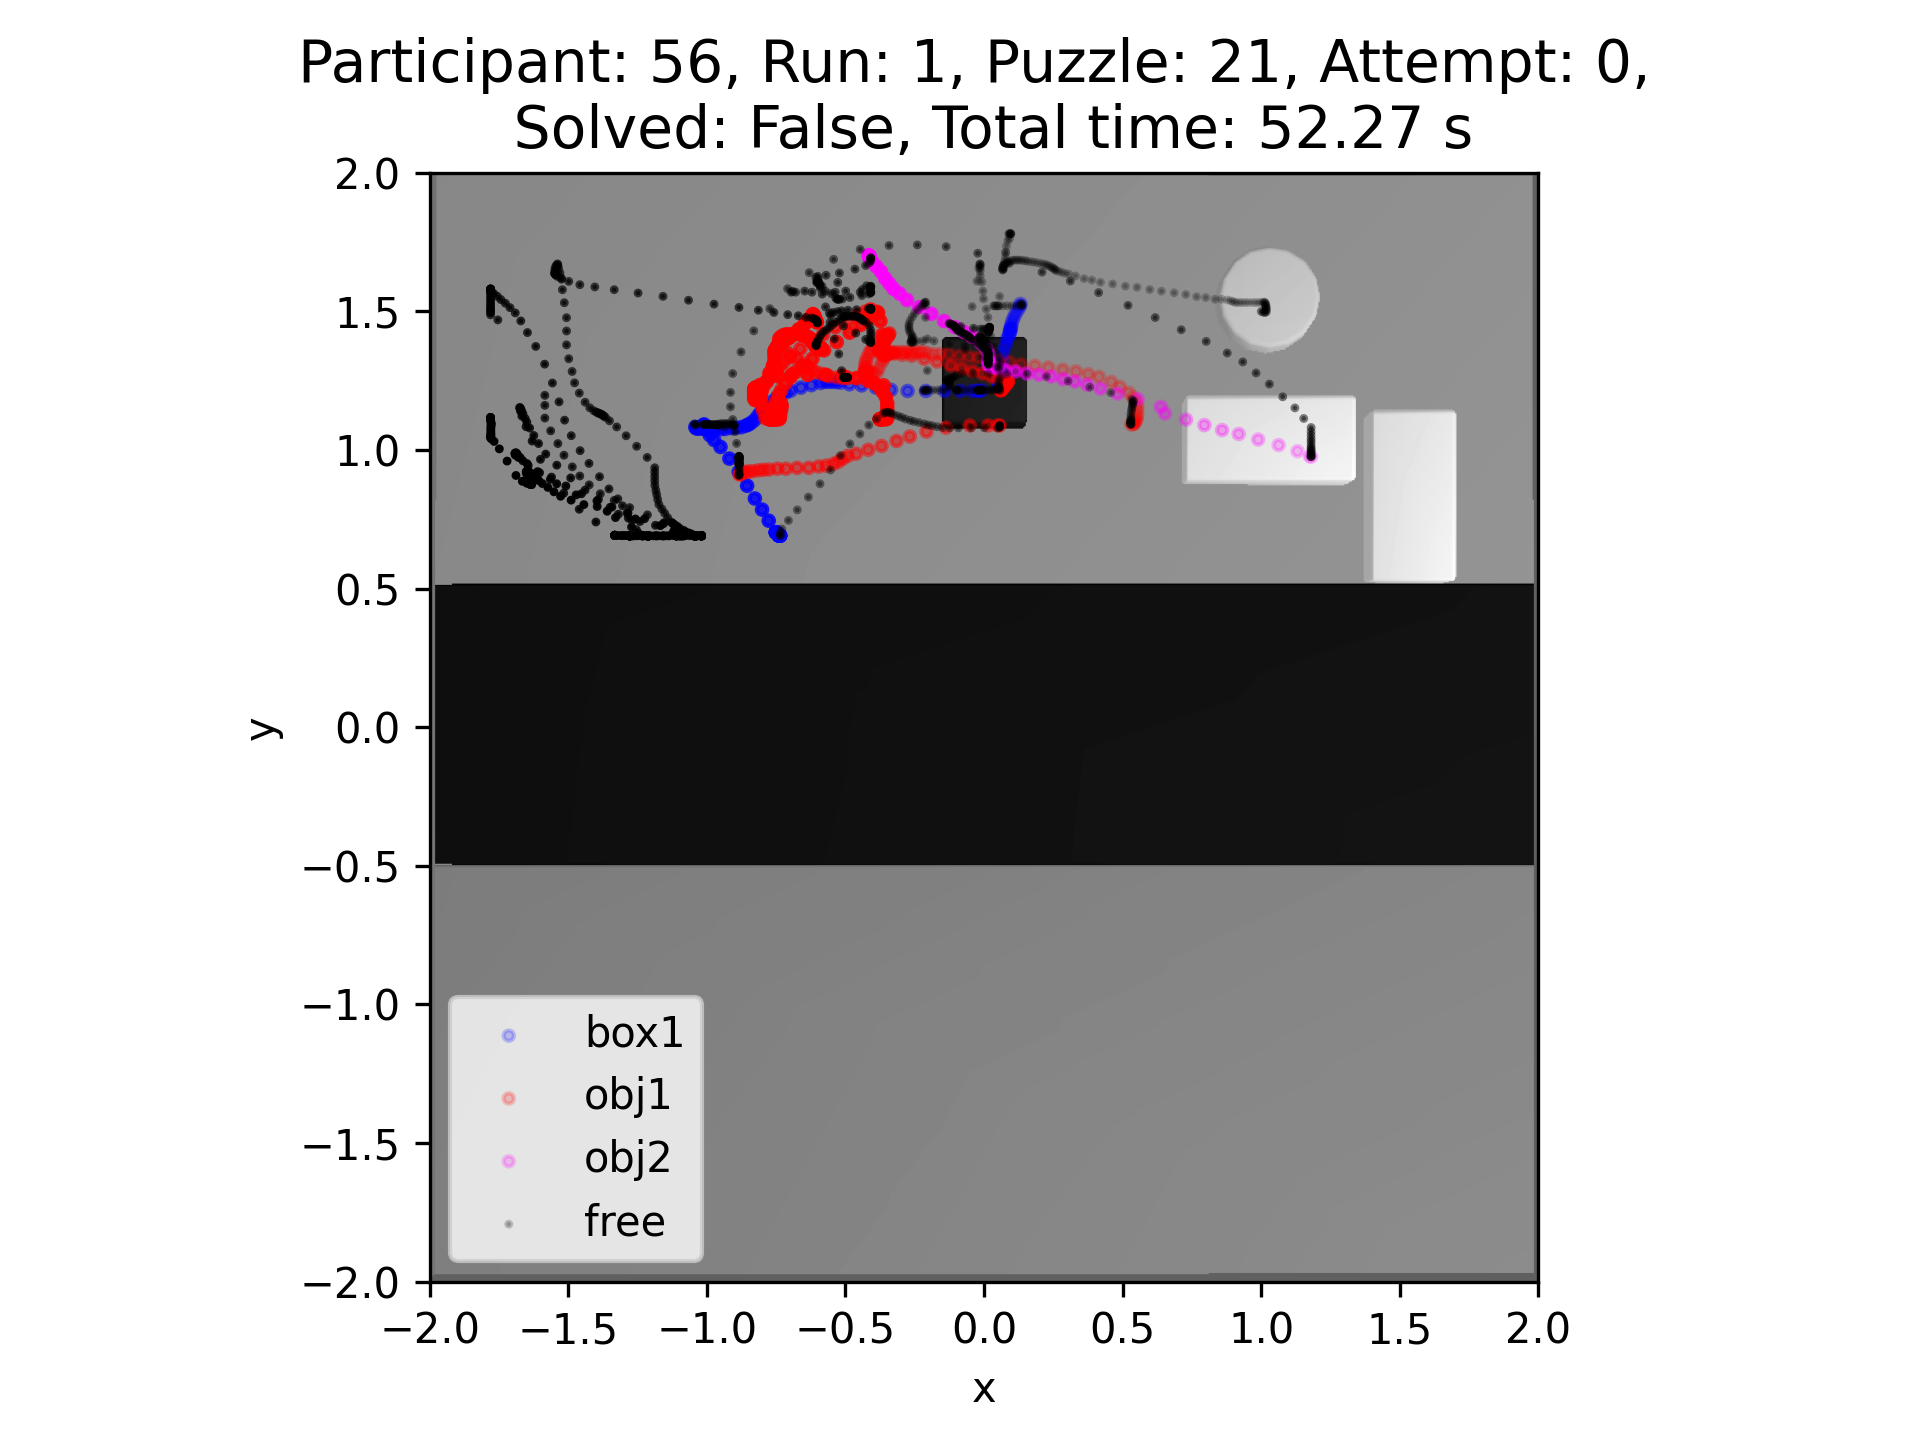 Participant: 56, Run: 1, Puzzle: 21, Attempt: 0,
Solved: False, Total time: 52.27 s
2.0
1.5
1.0
0.5
0.0
−0.5
−1.0
−1.5
−2.0
y
box1
obj1
obj2
free
−2.0 −1.5 −1.0 −0.5 0.0 0.5 1.0 1.5 2.0
x